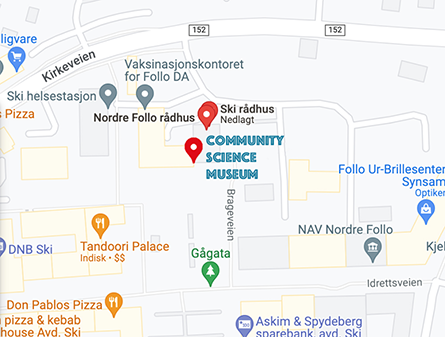 152
152
ligvare
Kirkeveien
Vaksinasjonskontoret
for Follo DA
Ski helsestasjon
s Pizza
Nordre Follo rådhus
Ski rådhus
Nedlagt
COMMUNITY
SCIENCE
MUSEUM
Follo Ur-Brillesenter
Synsam
Optiker
Brageveien
NAV Nordre Follo
Kjel
Tandoori Palace
Indisk • $$
DNB Ski
Gågata
Idrettsveien
Don Pablos Pizza
n pizza & kebab
house Avd. Ski
Askim & Spydeberg
sparebank, avd. Ski